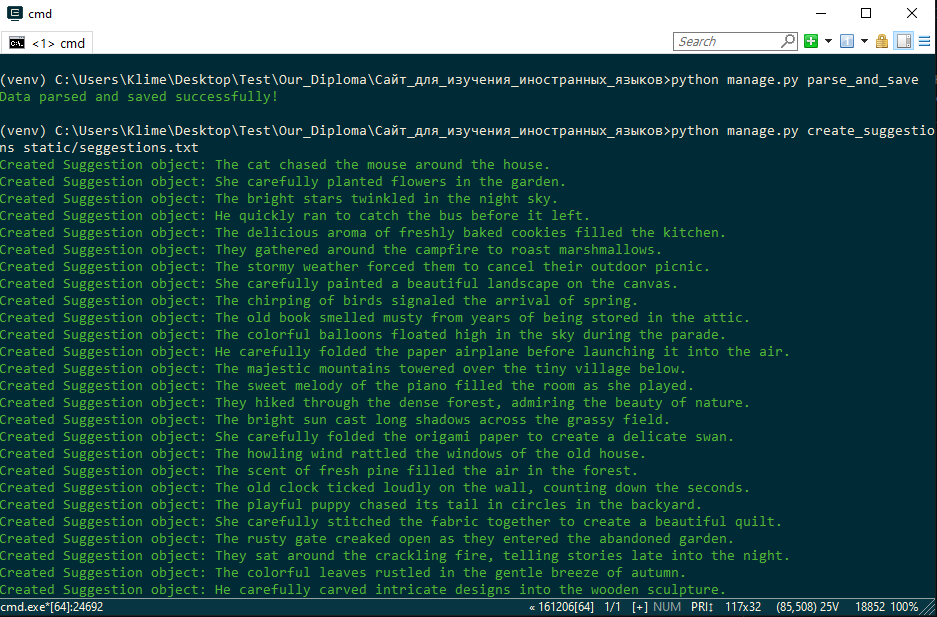 cmd
<1> cmd
Search
(venv) C:\Users\Klime\Desktop\Test\Our_Diploma\Сайт_для_изучения_иностранных_языков>python manage.py parse_and_save
Data parsed and saved successfully!
(venv) C:\Users\Klime\Desktop\Test\Our_Diploma\Сайт_для_изучения_иностранных_языков>python manage.py create_suggestio
ns static/seggestions.txt
Created Suggestion object: The cat chased the mouse around the house.
Created Suggestion object: She carefully planted flowers in the garden.
Created Suggestion object: The bright stars twinkled in the night sky.
Created Suggestion object: He quickly ran to catch the bus before it left.
Created Suggestion object: The delicious aroma of freshly baked cookies filled the kitchen.
Created Suggestion object: They gathered around the campfire to roast marshmallows.
Created Suggestion object: The stormy weather forced them to cancel their outdoor picnic.
Created Suggestion object: She carefully painted a beautiful landscape on the canvas.
Created Suggestion object: The chirping of birds signaled the arrival of spring.
Created Suggestion object: The old book smelled musty from years of being stored in the attic.
Created Suggestion object: The colorful balloons floated high in the sky during the parade.
Created Suggestion object: He carefully folded the paper airplane before launching it into the air.
Created Suggestion object: The majestic mountains towered over the tiny village below.
Created Suggestion object: The sweet melody of the piano filled the room as she played.
Created Suggestion object: They hiked through the dense forest, admiring the beauty of nature.
Created Suggestion object: The bright sun cast long shadows across the grassy field.
Created Suggestion object: She carefully folded the origami paper to create a delicate swan.
Created Suggestion object: The howling wind rattled the windows of the old house.
Created Suggestion object: The scent of fresh pine filled the air in the forest.
Created Suggestion object: The old clock ticked loudly on the wall, counting down the seconds.
Created Suggestion object: The playful puppy chased its tail in circles in the backyard.
Created Suggestion object: She carefully stitched the fabric together to create a beautiful quilt.
Created Suggestion object: The rusty gate creaked open as they entered the abandoned garden.
Created Suggestion object: They sat around the crackling fire, telling stories late into the night.
Created Suggestion object: The colorful leaves rustled in the gentle breeze of autumn.
Created Suggestion object: He carefully carved intricate designs into the wooden sculpture.
cmd.exe*[64]:24692 « 161206[64] 1/1 [+] NUM PRI↕ 117x32 (85,508) 25V 18852 100%